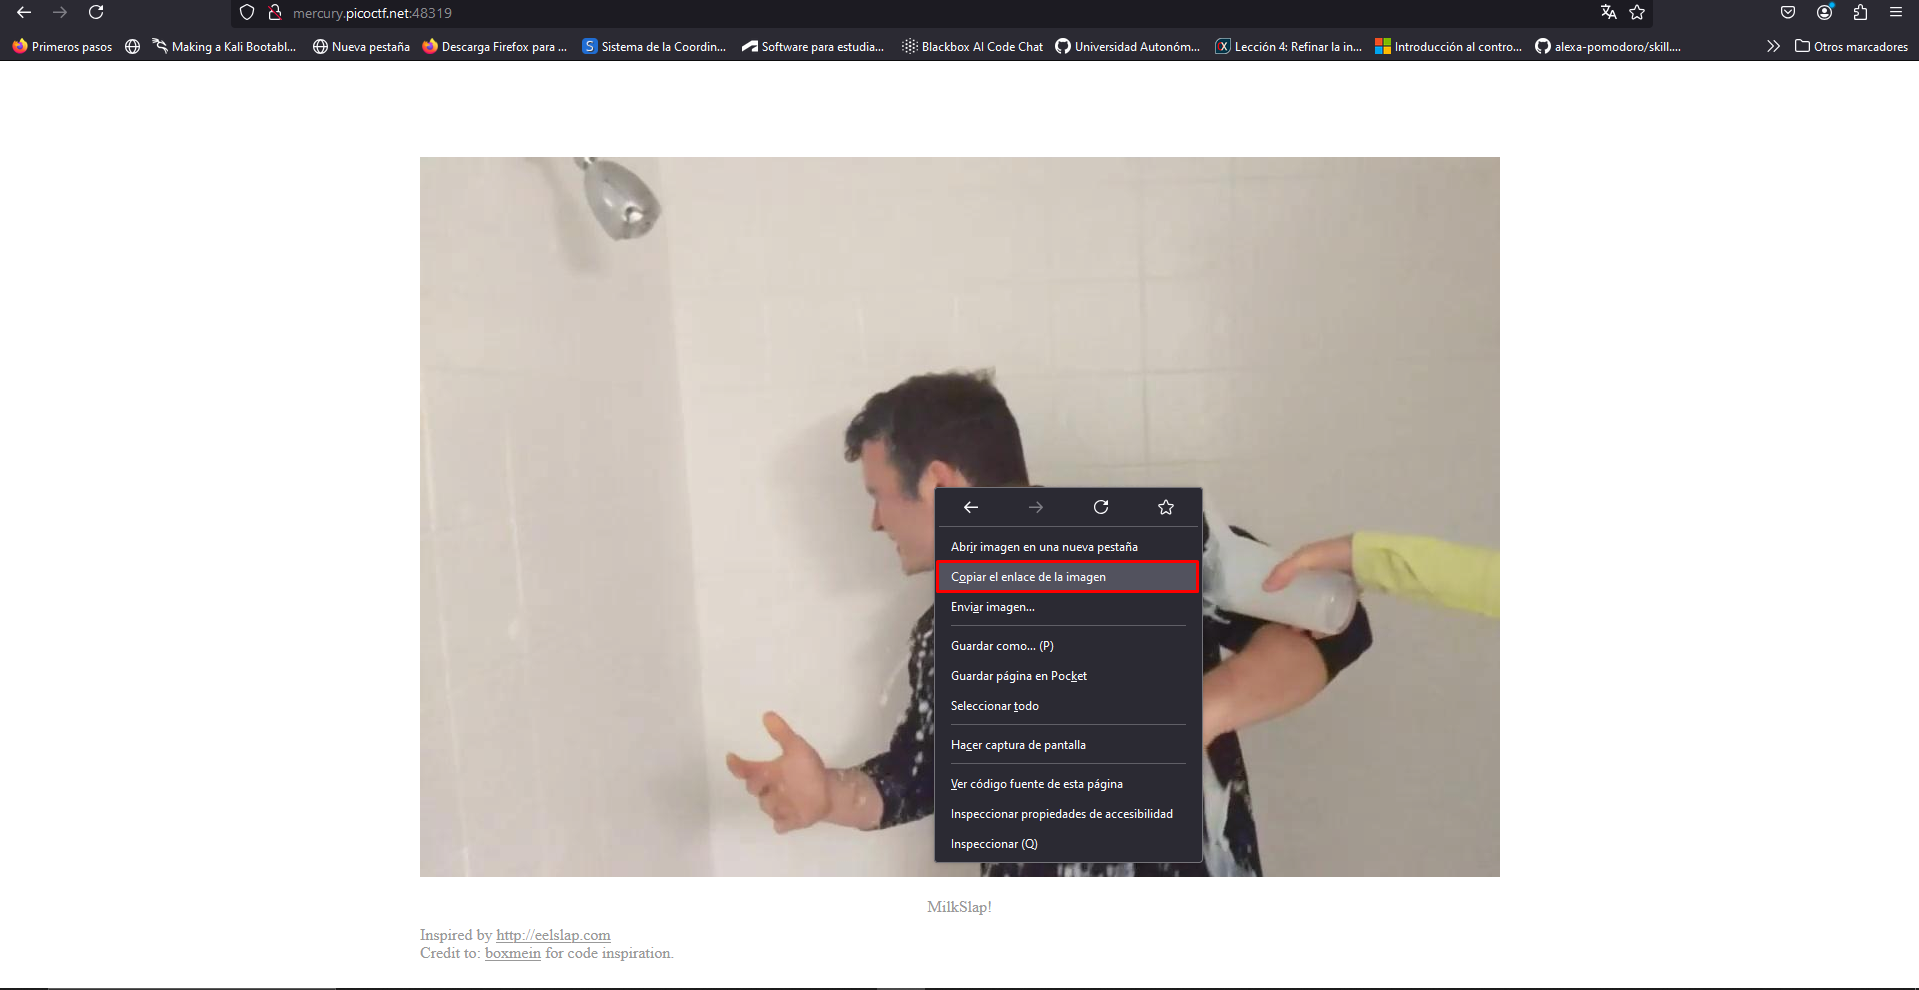 mercury.picoctf.net:48319
Primeros pasos
Making a Kali Bootabl...
Nueva pestaña
Descarga Firefox para ...
Sistema de la Coordin...
Software para estudia...
Blackbox AI Code Chat
Universidad Autonóm...
Lección 4: Refinar la in...
Introducción al contro...
alexa-pomodoro/skill....
Otros marcadores
Abrir imagen en una nueva pestaña
Copiar el enlace de la imagen
Enviar imagen...
Guardar como... (P)
Guardar página en Pocket
Seleccionar todo
Hacer captura de pantalla
Ver código fuente de esta página
Inspeccionar propiedades de accesibilidad
Inspeccionar (Q)
MilkSlap!
Inspired by http://eelslap.com
Credit to: boxmein for code inspiration.